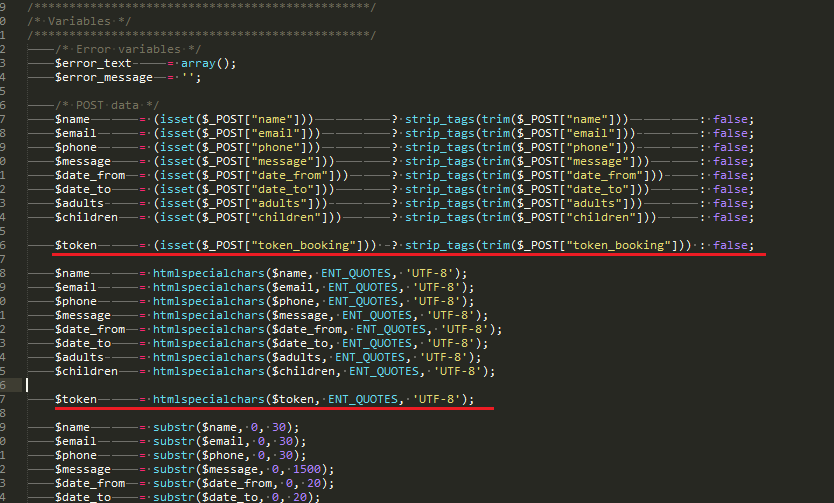 9 /************************************************/
0 /* Variables */
1 /************************************************/
2 /* Error variables */
3 $error_text = array();
4 $error_message = '';
5
6 /* POST data */
7 $name = (isset($_POST["name"])) ? strip_tags(trim($_POST["name"])) : false;
8 $email = (isset($_POST["email"])) ? strip_tags(trim($_POST["email"])) : false;
9 $phone = (isset($_POST["phone"])) ? strip_tags(trim($_POST["phone"])) : false;
0 $message = (isset($_POST["message"])) ? strip_tags(trim($_POST["message"])) : false;
1 $date_from = (isset($_POST["date_from"])) ? strip_tags(trim($_POST["date_from"])) : false;
2 $date_to = (isset($_POST["date_to"])) ? strip_tags(trim($_POST["date_to"])) : false;
3 $adults = (isset($_POST["adults"])) ? strip_tags(trim($_POST["adults"])) : false;
4 $children = (isset($_POST["children"])) ? strip_tags(trim($_POST["children"])) : false;
5
6 $token = (isset($_POST["token_booking"])) ? strip_tags(trim($_POST["token_booking"])) : false;
7
8 $name = htmlspecialchars($name, ENT_QUOTES, 'UTF-8');
9 $email = htmlspecialchars($email, ENT_QUOTES, 'UTF-8');
0 $phone = htmlspecialchars($phone, ENT_QUOTES, 'UTF-8');
1 $message = htmlspecialchars($message, ENT_QUOTES, 'UTF-8');
2 $date_from = htmlspecialchars($date_from, ENT_QUOTES, 'UTF-8');
3 $date_to = htmlspecialchars($date_to, ENT_QUOTES, 'UTF-8');
4 $adults = htmlspecialchars($adults, ENT_QUOTES, 'UTF-8');
5 $children = htmlspecialchars($children, ENT_QUOTES, 'UTF-8');
6
7 $token = htmlspecialchars($token, ENT_QUOTES, 'UTF-8');
8
9 $name = substr($name, 0, 30);
0 $email = substr($email, 0, 30);
1 $phone = substr($phone, 0, 30);
2 $message = substr($message, 0, 1500);
3 $date_from = substr($date_from, 0, 20);
4 $date_to = substr($date_to, 0, 20);